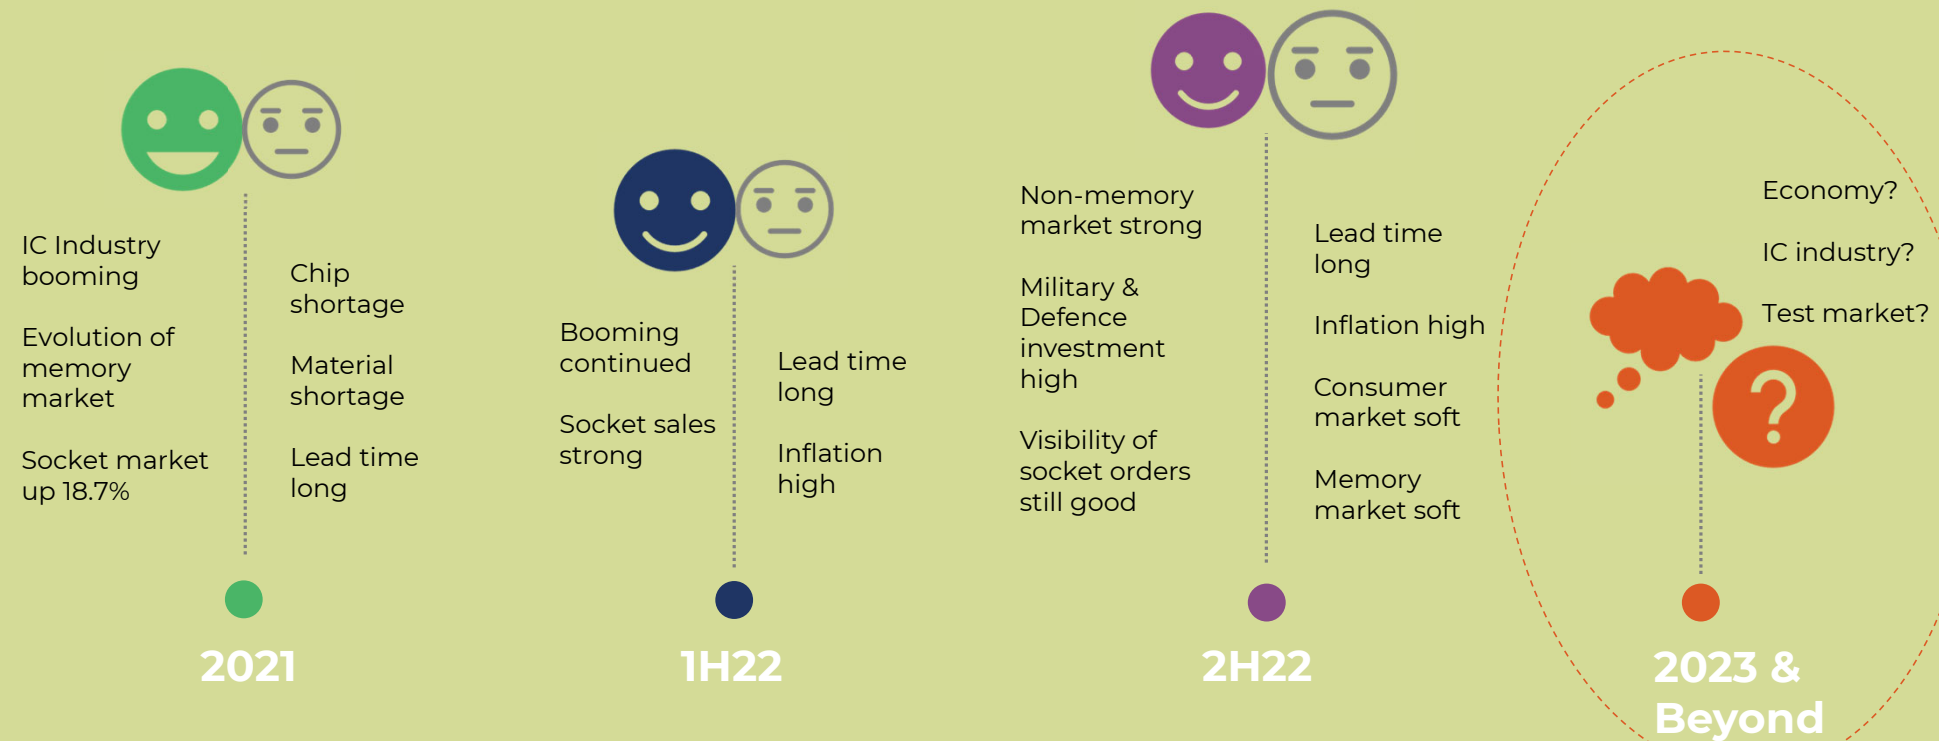 IC Industry
booming
Evolution of
memory
market
Socket market
up 18.7%
Chip
shortage
Material
shortage
Lead time
long
2021
Booming
continued
Socket sales
strong
Lead time
long
Inflation
high
1H22
Non-memory
market strong
Military &
Defence
investment
high
Visibility of
socket orders
still good
Lead time
long
Inflation high
Consumer
market soft
Memory
market soft
2H22
Economy?
IC industry?
Test market?
?
2023 &
Beyond